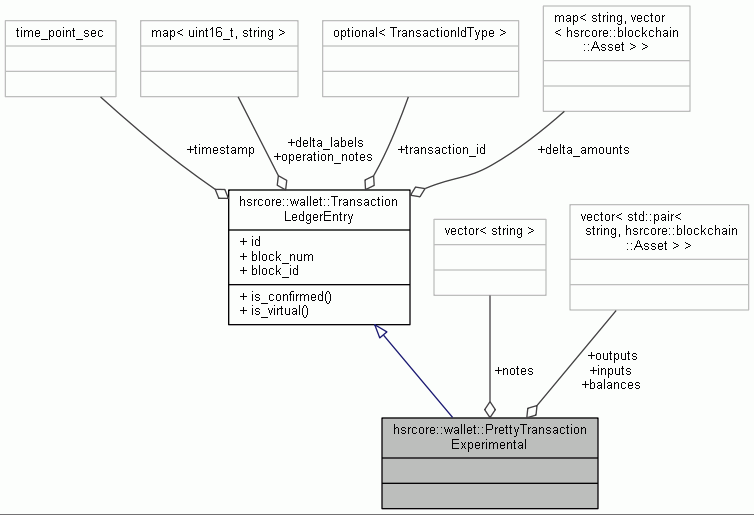 time_point_sec
map< uint16_t, string >
optional< TransactionIdType >
map< string, vector
< hsrcore::blockchain
::Asset > >
+timestamp
+delta_labels
+operation_notes
+transaction_id
+delta_amounts
hsrcore::wallet::Transaction
LedgerEntry
+ id
+ block_num
+ block_id
+ is_confirmed()
+ is_virtual()
vector< string >
vector< std::pair<
string, hsrcore::blockchain
::Asset > >
+notes
+outputs
+inputs
+balances
hsrcore::wallet::PrettyTransaction
Experimental